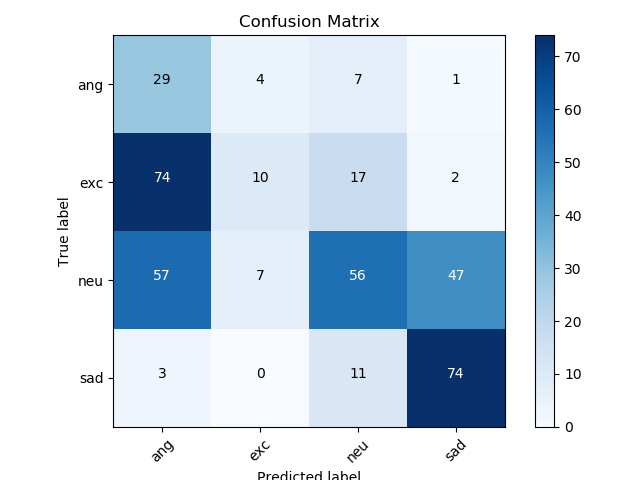 Confusion Matrix
True label
ang 29 4 7 1
exc 74 10 17 2
neu 57 7 56 47
sad 3 0 11 74
ang exc neu sad
Predicted label
70
60
50
40
30
20
10
0